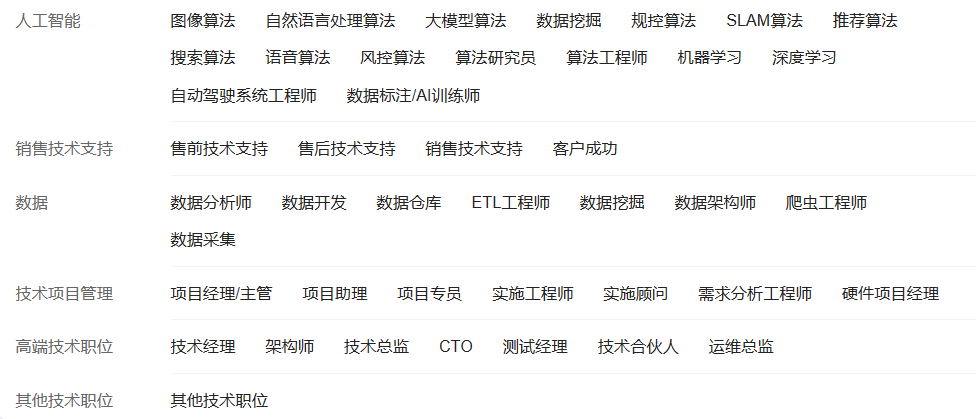 人工智能 图像算法 自然语言处理算法 大模型算法 数据挖掘 规控算法 SLAM算法 推荐算法
搜索算法 语音算法 风控算法 算法研究员 算法工程师 机器学习 深度学习
自动驾驶系统工程师 数据标注/AI训练师
销售技术支持 售前技术支持 售后技术支持 销售技术支持 客户成功
数据 数据分析师 数据开发 数据仓库 ETL工程师 数据挖掘 数据架构师 爬虫工程师
数据采集
技术项目管理 项目经理/主管 项目助理 项目专员 实施工程师 实施顾问 需求分析工程师 硬件项目经理
高端技术职位 技术经理 架构师 技术总监 CTO 测试经理 技术合伙人 运维总监
其他技术职位 其他技术职位